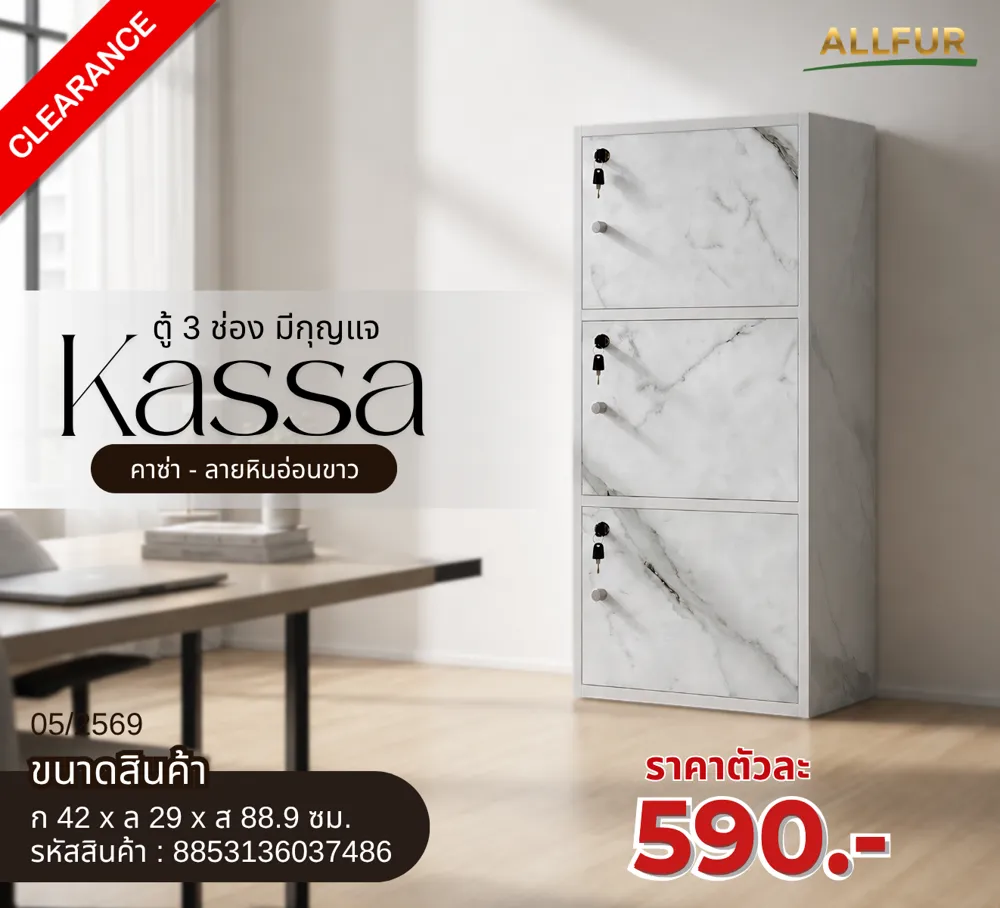 CLEARANCE
ALLFUR
ตู้ 3 ช่อง มีกุญแจ
Kassa
คาซ่า - ลายหินอ่อนขาว
05/2569
ขนาดสินค้า
ก 42 x ล 29 x ส 88.9 ซม.
รหัสสินค้า : 8853136037486
ราคาตัวละ
590.-